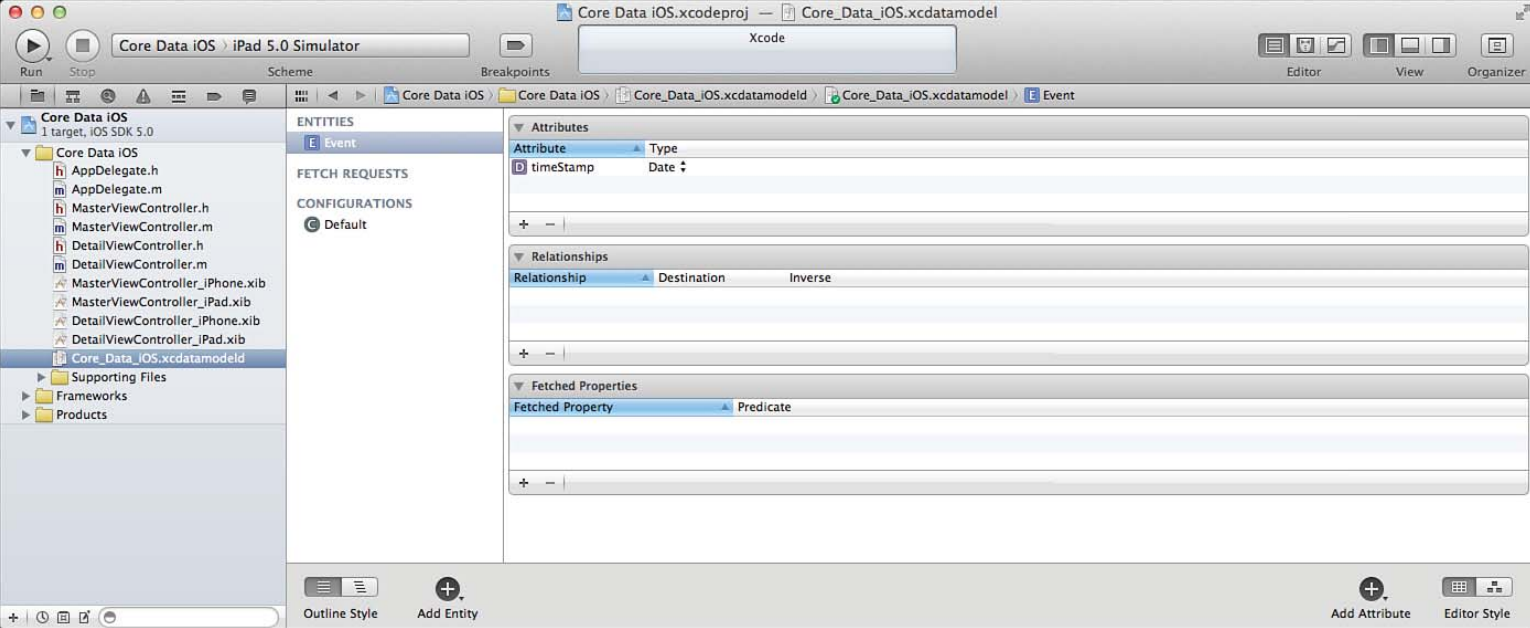 Core Data iOS.xcodeproj — Core_Data_iOS.xcdatamodel
Core Data iOS iPad 5.0 Simulator
Xcode
Run Stop Scheme Breakpoints Editor View Organizer
Core Data iOS Core Data iOS Core_Data_iOS.xcdatamodeld Core_Data_iOS.xcdatamodel E Event
Core Data iOS
1 target, iOS SDK 5.0
Core Data iOS
h AppDelegate.h
m AppDelegate.m
h MasterViewController.h
m MasterViewController.m
h DetailViewController.h
m DetailViewController.m
MasterViewController_iPhone.xib
MasterViewController_iPad.xib
DetailViewController_iPhone.xib
DetailViewController_iPad.xib
Core_Data_iOS.xcdatamodeld
Supporting Files
Frameworks
Products
ENTITIES
E Event
FETCH REQUESTS
CONFIGURATIONS
C Default
Attributes
Attribute Type
D timeStamp Date
Relationships
Relationship Destination Inverse
Fetched Properties
Fetched Property Predicate
Outline Style Add Entity Add Attribute Editor Style